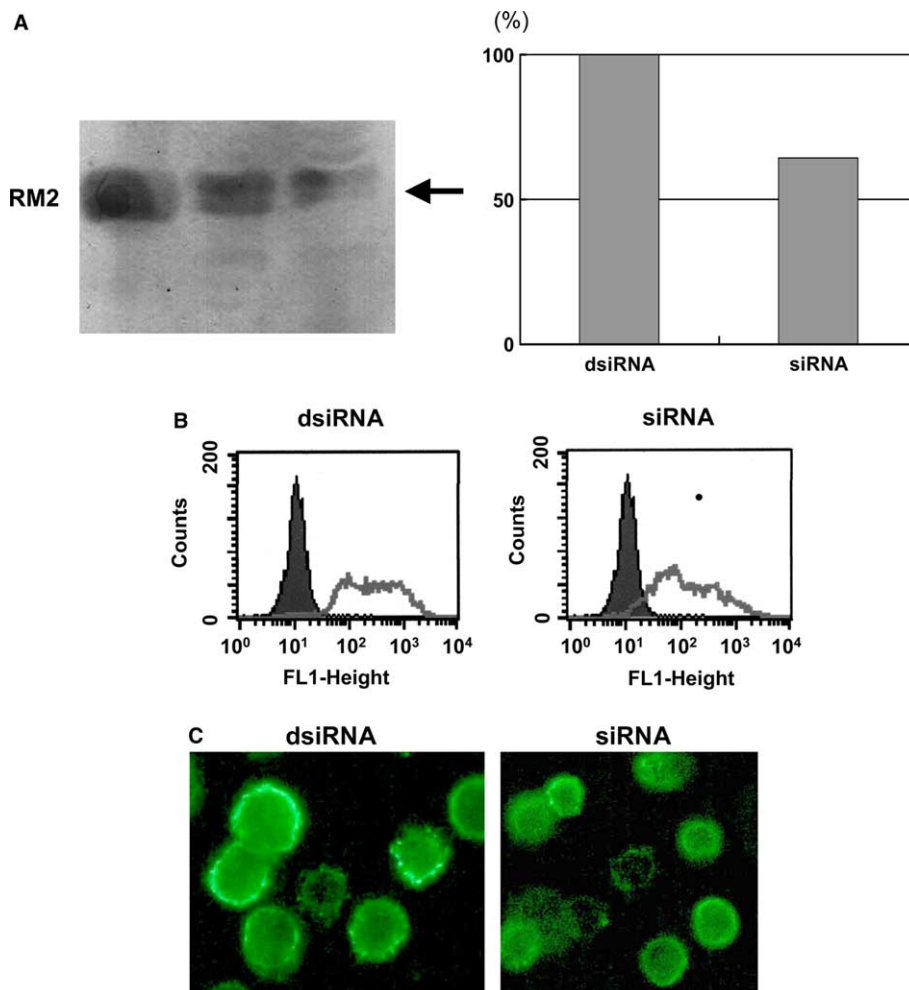 A
(%)
RM2
100
50
0
dsiRNA siRNA
B
dsiRNA siRNA
200 200
Counts Counts
0 0
10⁰ 10¹ 10² 10³ 10⁴ 10⁰ 10¹ 10² 10³ 10⁴
FL1-Height FL1-Height
C
dsiRNA siRNA